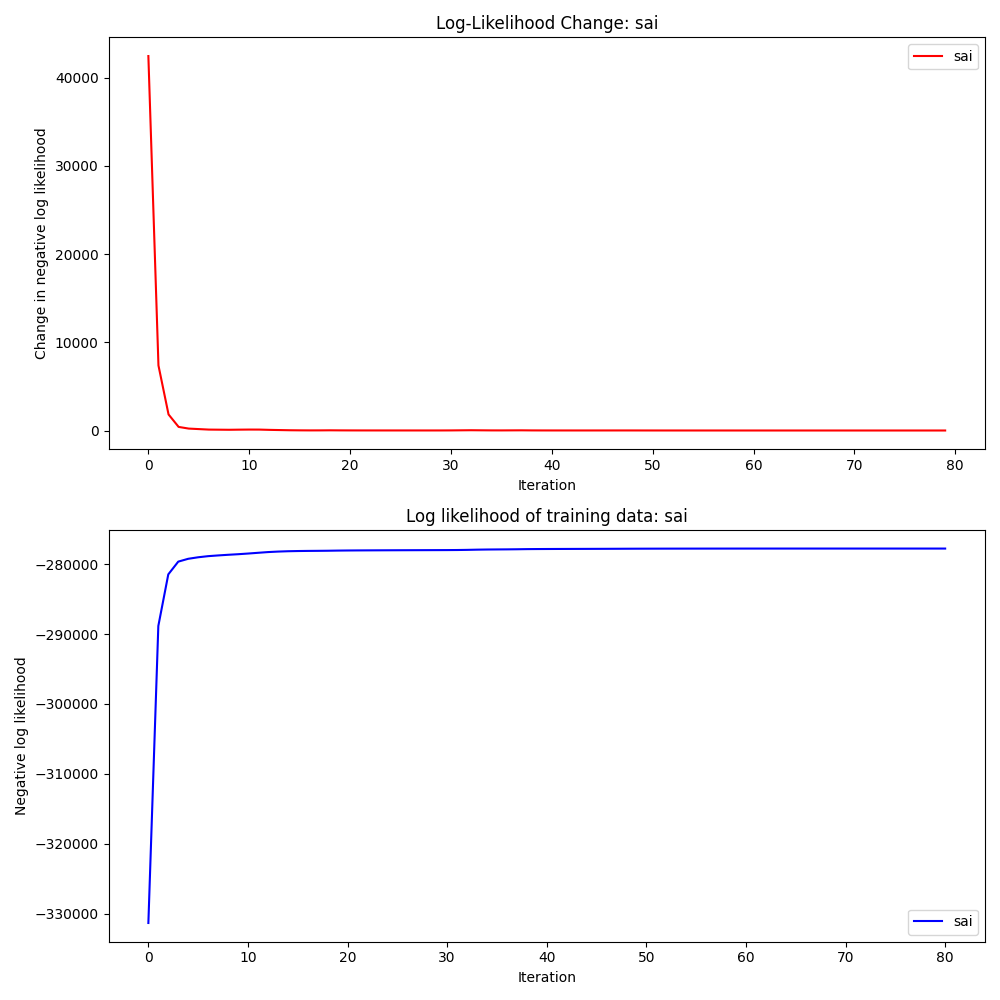 Log-Likelihood Change: sai
sai
Change in negative log likelihood
40000
30000
20000
10000
0
0 10 20 30 40 50 60 70 80
Iteration
Log likelihood of training data: sai
Negative log likelihood
−280000
−290000
−300000
−310000
−320000
−330000
sai
0 10 20 30 40 50 60 70 80
Iteration